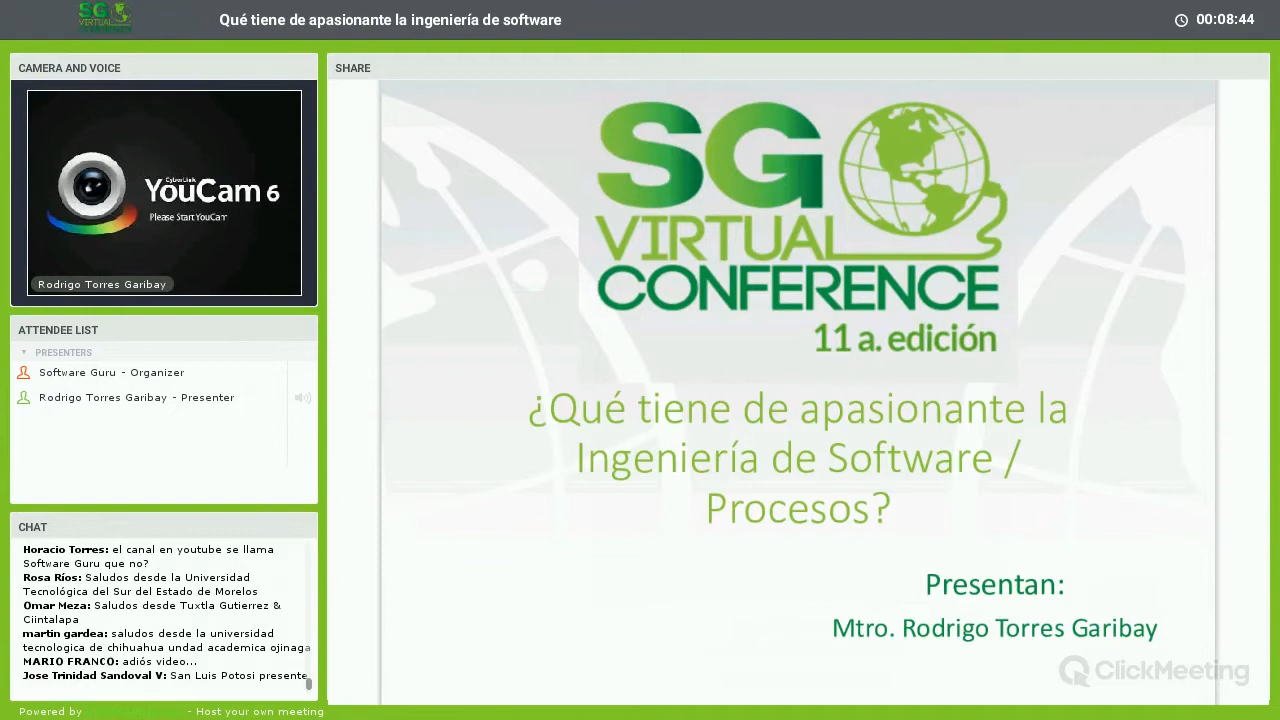 SG
VIRTUAL
Qué tiene de apasionante la ingeniería de software
00:08:44
CAMERA AND VOICE
CyberLink
YouCam 6
Please Start YouCam
Rodrigo Torres Garibay
ATTENDEE LIST
PRESENTERS
Software Guru - Organizer
Rodrigo Torres Garibay - Presenter
CHAT
Horacio Torres: el canal en youtube se llama
Software Guru que no?
Rosa Ríos: Saludos desde la Universidad
Tecnológica del Sur del Estado de Morelos
Omar Meza: Saludos desde Tuxtla Gutierrez &
Ciintalapa
martin gardea: saludos desde la universidad
tecnologica de chihuahua undad academica ojinaga
MARIO FRANCO: adiós video...
Jose Trinidad Sandoval V: San Luis Potosi presente
Powered by
- Host your own meeting
SHARE
SG
VIRTUAL
CONFERENCE
11 a. edición
¿Qué tiene de apasionante la
Ingeniería de Software /
Procesos?
Presentan:
Mtro. Rodrigo Torres Garibay
ClickMeeting